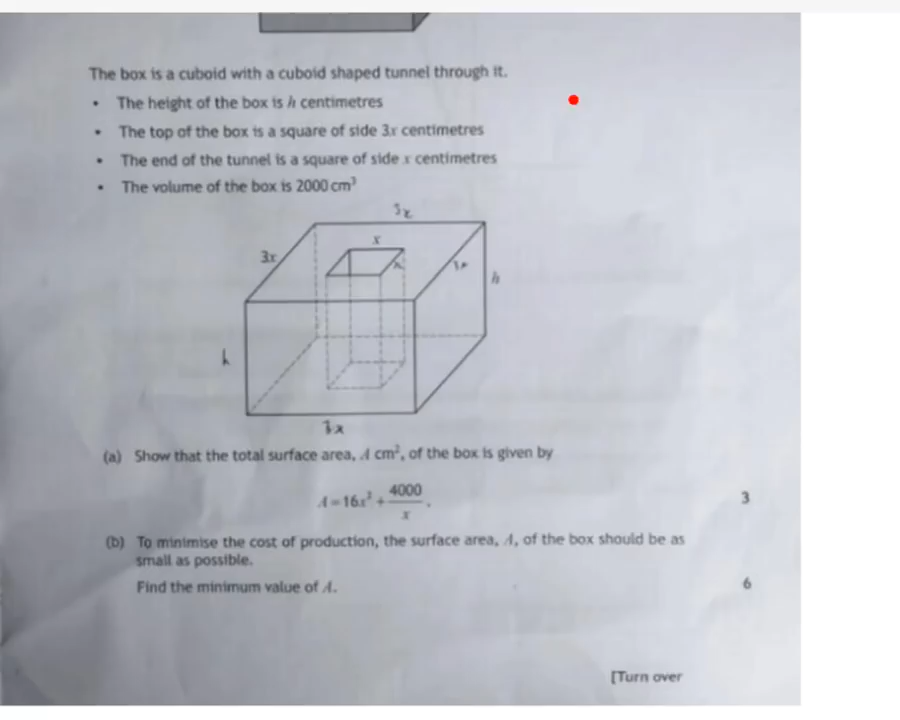 The box is a cuboid with a cuboid shaped tunnel through it.
• The height of the box is h centimetres
• The top of the box is a square of side 3x centimetres
• The end of the tunnel is a square of side x centimetres
• The volume of the box is 2000 cm³
3x
x
3x
h
h
3x
(a) Show that the total surface area, A cm², of the box is given by
A = 16x² + 4000/x .
3
(b) To minimise the cost of production, the surface area, A, of the box should be as
small as possible.
Find the minimum value of A.
6
[Turn over